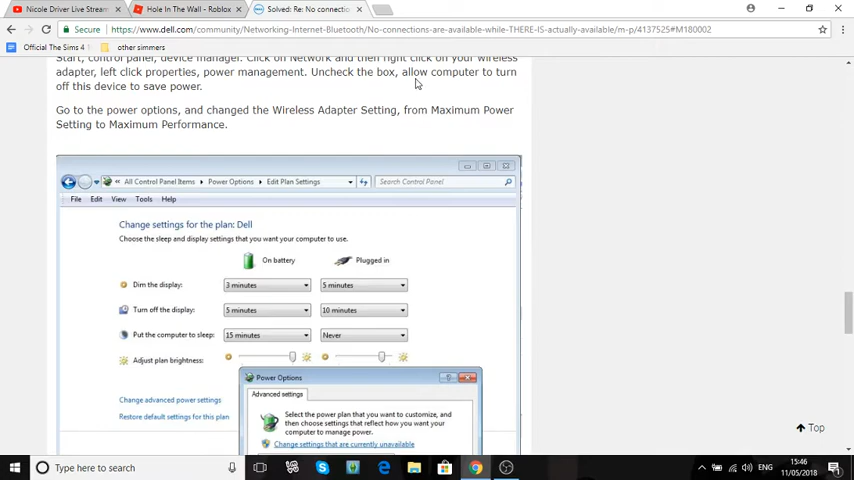 Nicole Driver Live Stream
Hole In The Wall - Roblox
Solved: Re: No connectio
Secure
https://www.dell.com/community/Networking-Internet-Bluetooth/No-connections-are-available-while-THERE-IS-actually-available/m-p/4137525#M180002
Official The Sims 4
other simmers
Start, control panel, device manager. Click on Network and then right click on your wireless
adapter, left click properties, power management. Uncheck the box, allow computer to turn
off this device to save power.
Go to the power options, and changed the Wireless Adapter Setting, from Maximum Power
Setting to Maximum Performance.
All Control Panel Items
Power Options
Edit Plan Settings
Search Control Panel
File Edit View Tools Help
Change settings for the plan: Dell
Choose the sleep and display settings that you want your computer to use.
On battery Plugged in
Dim the display: 3 minutes 5 minutes
Turn off the display: 5 minutes 10 minutes
Put the computer to sleep: 15 minutes Never
Adjust plan brightness:
Power Options
Advanced settings
Change advanced power settings
Select the power plan that you want to customize, and
then choose settings that reflect how you want your
computer to manage power.
Restore default settings for this plan
Change settings that are currently unavailable
Top
Type here to search
ENG
15:46
11/05/2018